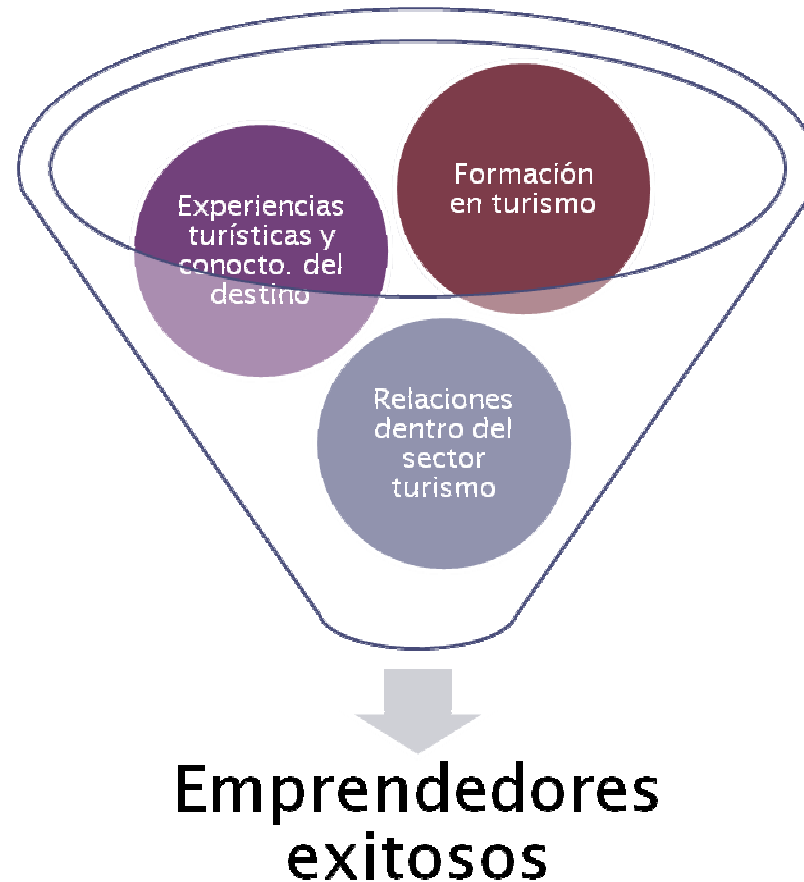 Formación
en turismo
Experiencias
turísticas y
conocto. del
destino
Relaciones
dentro del
sector
turismo
Emprendedores
exitosos